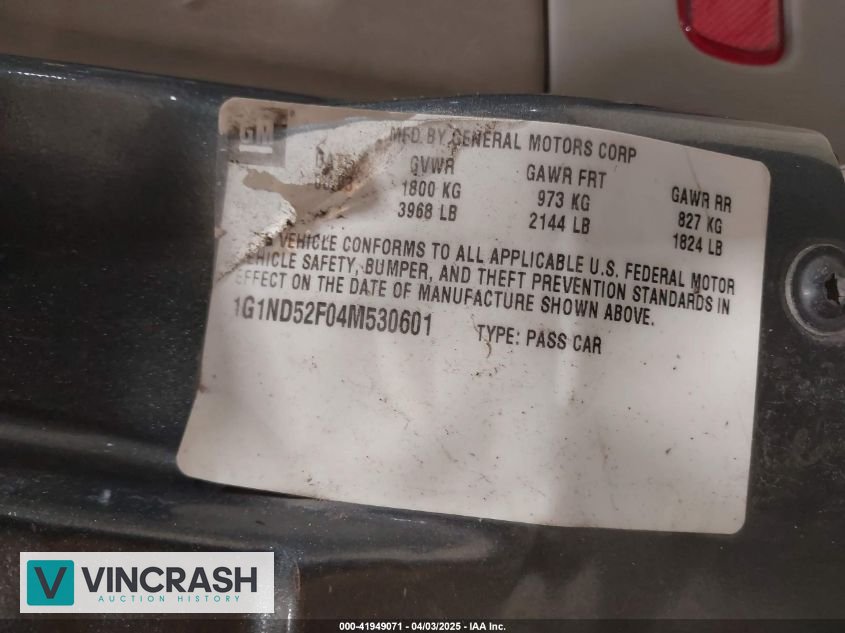 GM
MFD BY GENERAL MOTORS CORP
GVWR GAWR FRT GAWR RR
1800 KG 973 KG 827 KG
3968 LB 2144 LB 1824 LB
VEHICLE CONFORMS TO ALL APPLICABLE U.S. FEDERAL MOTOR
VEHICLE SAFETY, BUMPER, AND THEFT PREVENTION STANDARDS IN
EFFECT ON THE DATE OF MANUFACTURE SHOWN ABOVE.
1G1ND52F04M530601 TYPE: PASS CAR
V VINCRASH
AUCTION HISTORY
000-41949071 - 04/03/2025 - IAA Inc.